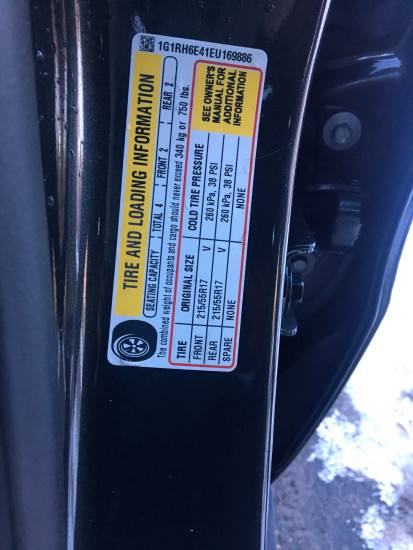 1G1RH6E41EU169886
TIRE AND LOADING INFORMATION
SEATING CAPACITY TOTAL 4 FRONT 2 REAR 2
The combined weight of occupants and cargo should never exceed 340 kg or 750 lbs.
TIRE ORIGINAL SIZE COLD TIRE PRESSURE
FRONT 215/55R17 V 260 kPa, 38 PSI
REAR 215/55R17 V 260 kPa, 38 PSI
SPARE NONE NONE
SEE OWNER'S
MANUAL FOR
ADDITIONAL
INFORMATION